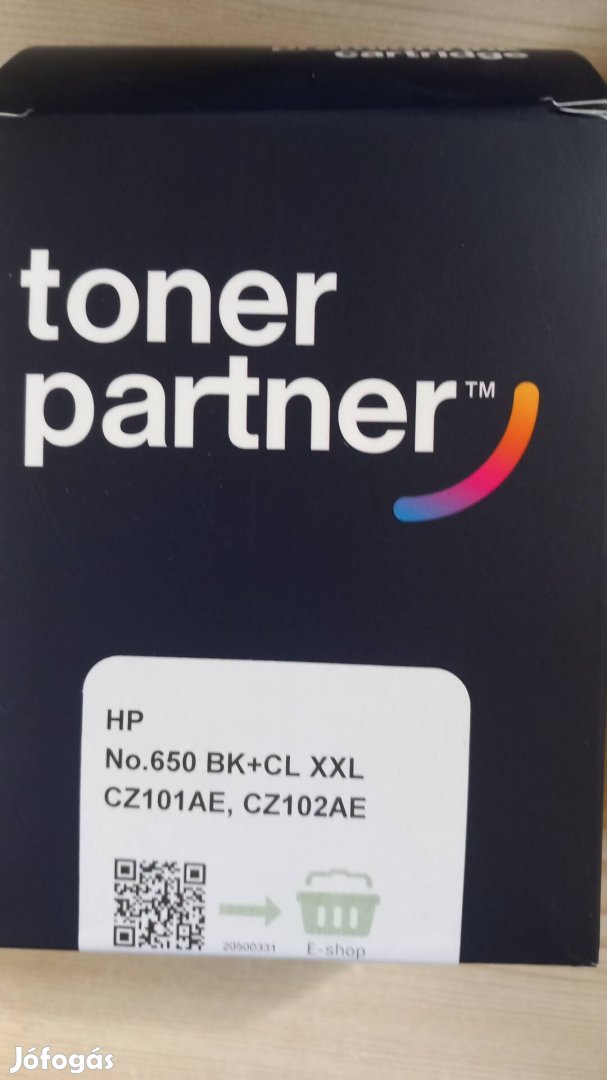 cartridge
toner
partner™
HP
No.650 BK+CL XXL
CZ101AE, CZ102AE
20500331
E-shop
Jófogás